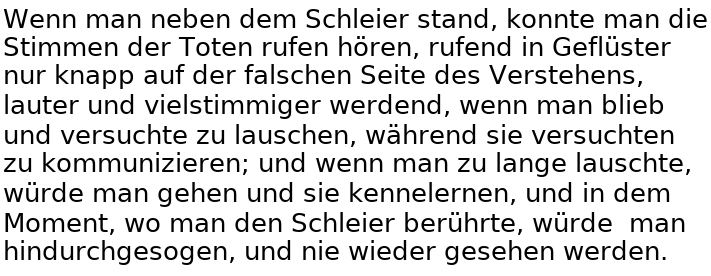 Wenn man neben dem Schleier stand, konnte man die
Stimmen der Toten rufen hören, rufend in Geflüster
nur knapp auf der falschen Seite des Verstehens,
lauter und vielstimmiger werdend, wenn man blieb
und versuchte zu lauschen, während sie versuchten
zu kommunizieren; und wenn man zu lange lauschte,
würde man gehen und sie kennelernen, und in dem
Moment, wo man den Schleier berührte, würde  man
hindurchgesogen, und nie wieder gesehen werden.